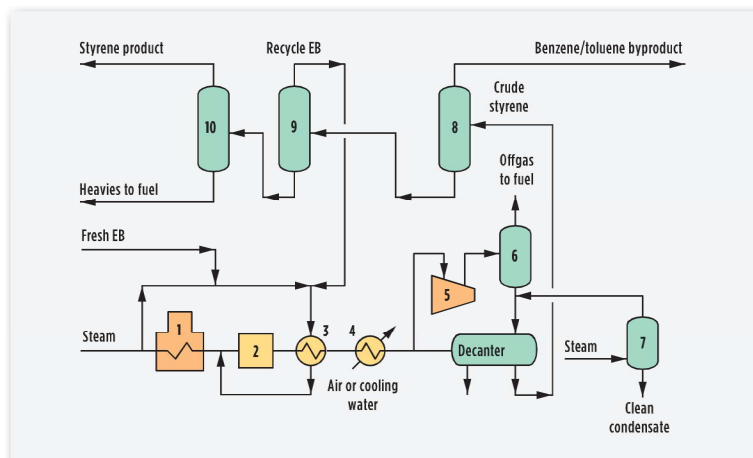 Styrene product
Recycle EB
Benzene/toluene byproduct
Crude
styrene
10
9
8
Offgas
to fuel
Heavies to fuel
Fresh EB
6
5
Steam
1
2
3
4
Decanter
Steam
7
Air or cooling
water
Clean
condensate